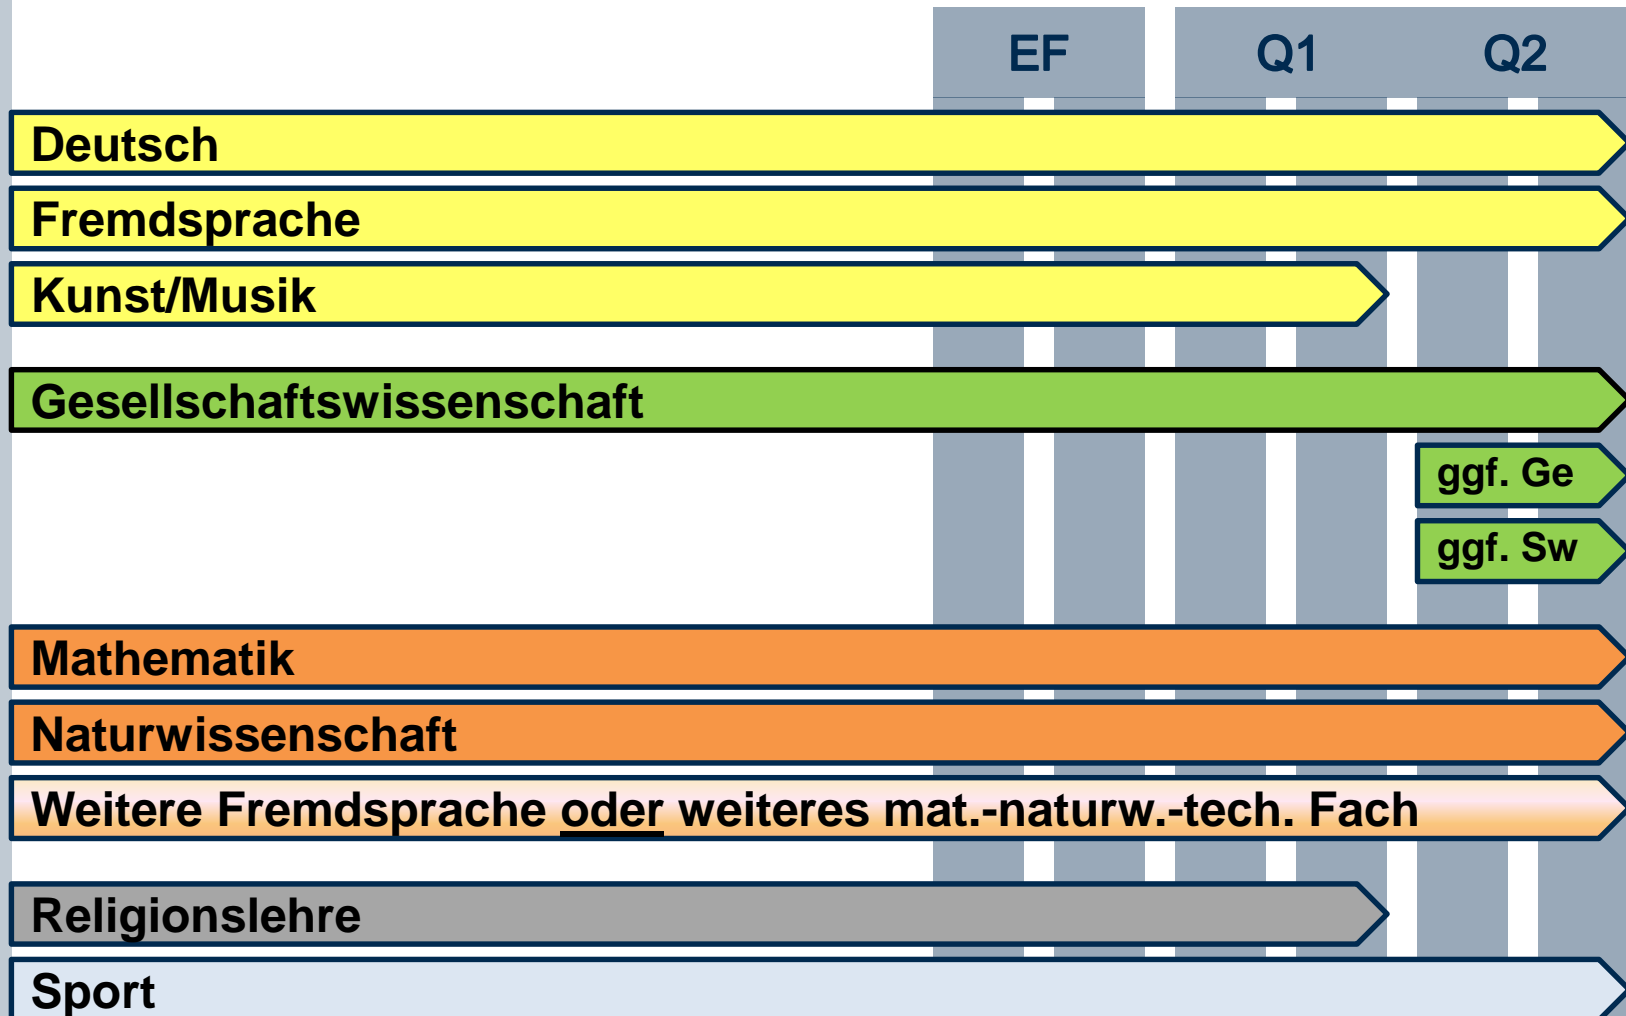 EF Q1 Q2
Deutsch
Fremdsprache
Kunst/Musik
Gesellschaftswissenschaft
ggf. Ge
ggf. Sw
Mathematik
Naturwissenschaft
Weitere Fremdsprache oder weiteres mat.-naturw.-tech. Fach
Religionslehre
Sport